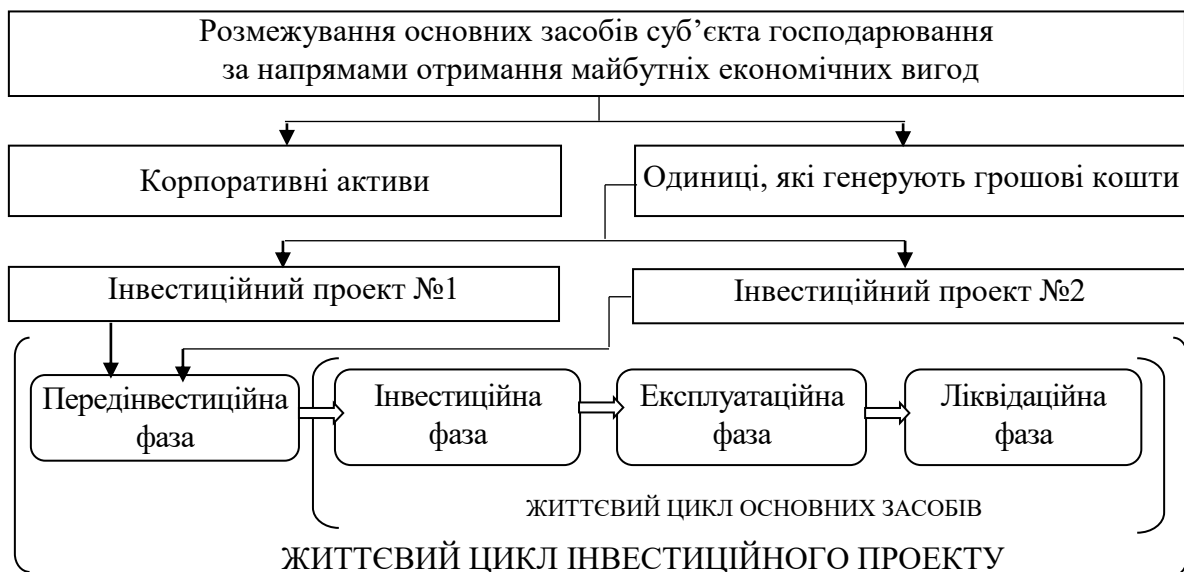 Розмежування основних засобів суб’єкта господарювання
за напрямами отримання майбутніх економічних вигод
Корпоративні активи
Одиниці, які генерують грошові кошти
Інвестиційний проект №1
Інвестиційний проект №2
Передінвестиційна
фаза
Інвестиційна
фаза
Експлуатаційна
фаза
Ліквідаційна
фаза
ЖИТТЄВИЙ ЦИКЛ ОСНОВНИХ ЗАСОБІВ
ЖИТТЄВИЙ ЦИКЛ ІНВЕСТИЦІЙНОГО ПРОЕКТУ